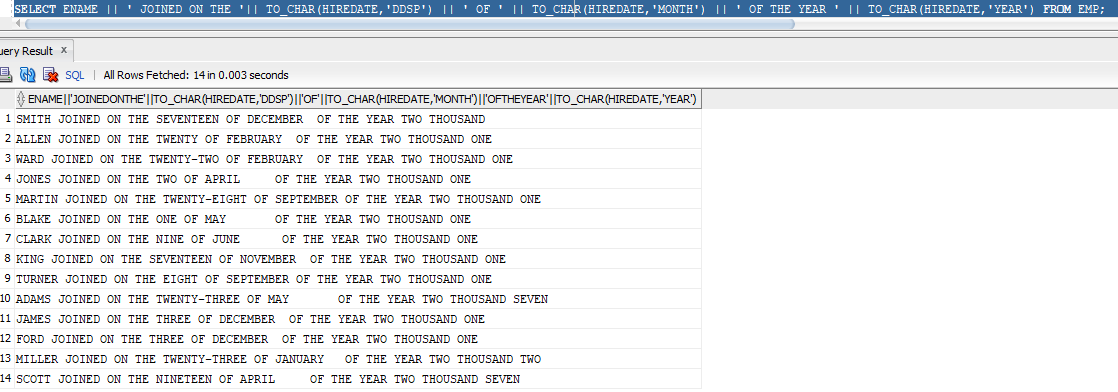 SELECT ENAME || ' JOINED ON THE '|| TO_CHAR(HIREDATE,'DDSP') || ' OF ' || TO_CHAR(HIREDATE,'MONTH') || ' OF THE YEAR ' || TO_CHAR(HIREDATE,'YEAR') FROM EMP;
uery Result x
SQL | All Rows Fetched: 14 in 0.003 seconds
ENAME||'JOINEDONTHE'||TO_CHAR(HIREDATE,'DDSP')||'OF'||TO_CHAR(HIREDATE,'MONTH')||'OFTHEYEAR'||TO_CHAR(HIREDATE,'YEAR')
1 SMITH JOINED ON THE SEVENTEEN OF DECEMBER  OF THE YEAR TWO THOUSAND
2 ALLEN JOINED ON THE TWENTY OF FEBRUARY  OF THE YEAR TWO THOUSAND ONE
3 WARD JOINED ON THE TWENTY-TWO OF FEBRUARY  OF THE YEAR TWO THOUSAND ONE
4 JONES JOINED ON THE TWO OF APRIL     OF THE YEAR TWO THOUSAND ONE
5 MARTIN JOINED ON THE TWENTY-EIGHT OF SEPTEMBER OF THE YEAR TWO THOUSAND ONE
6 BLAKE JOINED ON THE ONE OF MAY       OF THE YEAR TWO THOUSAND ONE
7 CLARK JOINED ON THE NINE OF JUNE      OF THE YEAR TWO THOUSAND ONE
8 KING JOINED ON THE SEVENTEEN OF NOVEMBER  OF THE YEAR TWO THOUSAND ONE
9 TURNER JOINED ON THE EIGHT OF SEPTEMBER OF THE YEAR TWO THOUSAND ONE
10 ADAMS JOINED ON THE TWENTY-THREE OF MAY       OF THE YEAR TWO THOUSAND SEVEN
11 JAMES JOINED ON THE THREE OF DECEMBER  OF THE YEAR TWO THOUSAND ONE
12 FORD JOINED ON THE THREE OF DECEMBER  OF THE YEAR TWO THOUSAND ONE
13 MILLER JOINED ON THE TWENTY-THREE OF JANUARY   OF THE YEAR TWO THOUSAND TWO
14 SCOTT JOINED ON THE NINETEEN OF APRIL     OF THE YEAR TWO THOUSAND SEVEN